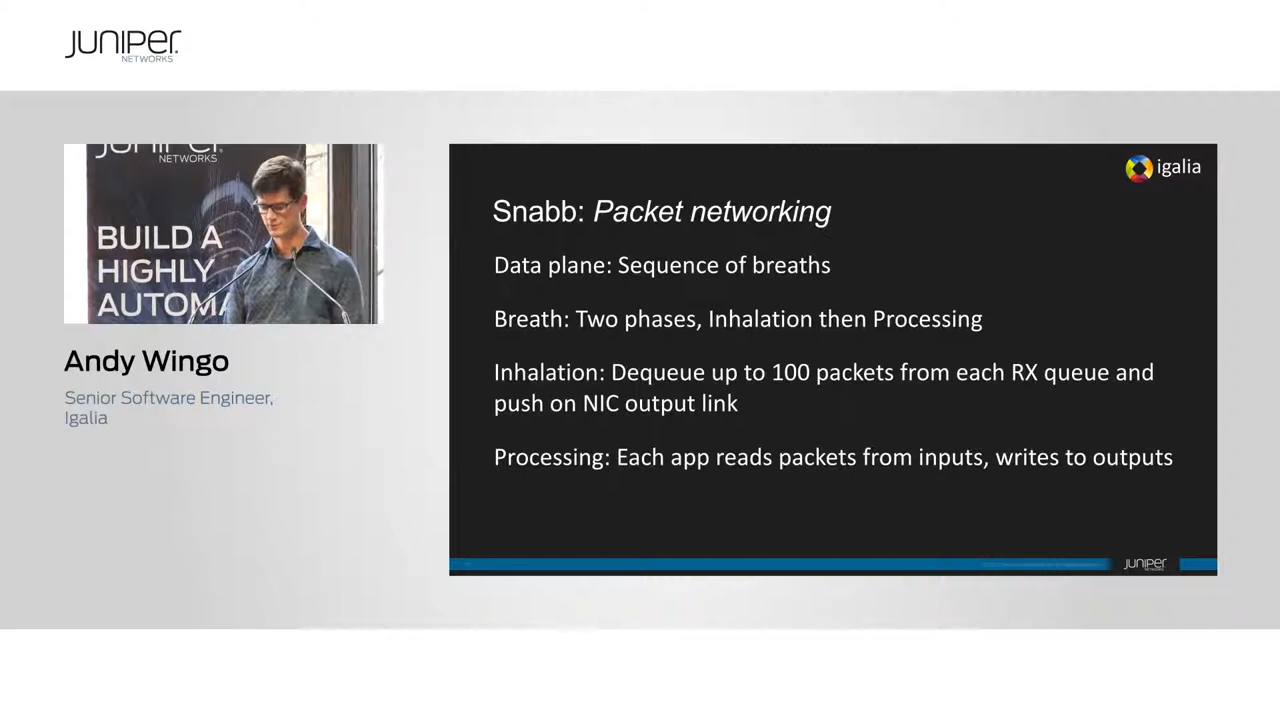 JUNIPER
NETWORKS
JUNIPER
NETWORKS
BUILD A
HIGHLY
AUTOMA
Andy Wingo
Senior Software Engineer,
Igalia
igalia
Snabb: Packet networking
Data plane: Sequence of breaths
Breath: Two phases, Inhalation then Processing
Inhalation: Dequeue up to 100 packets from each RX queue and
push on NIC output link
Processing: Each app reads packets from inputs, writes to outputs
JUNIPER
NETWORKS